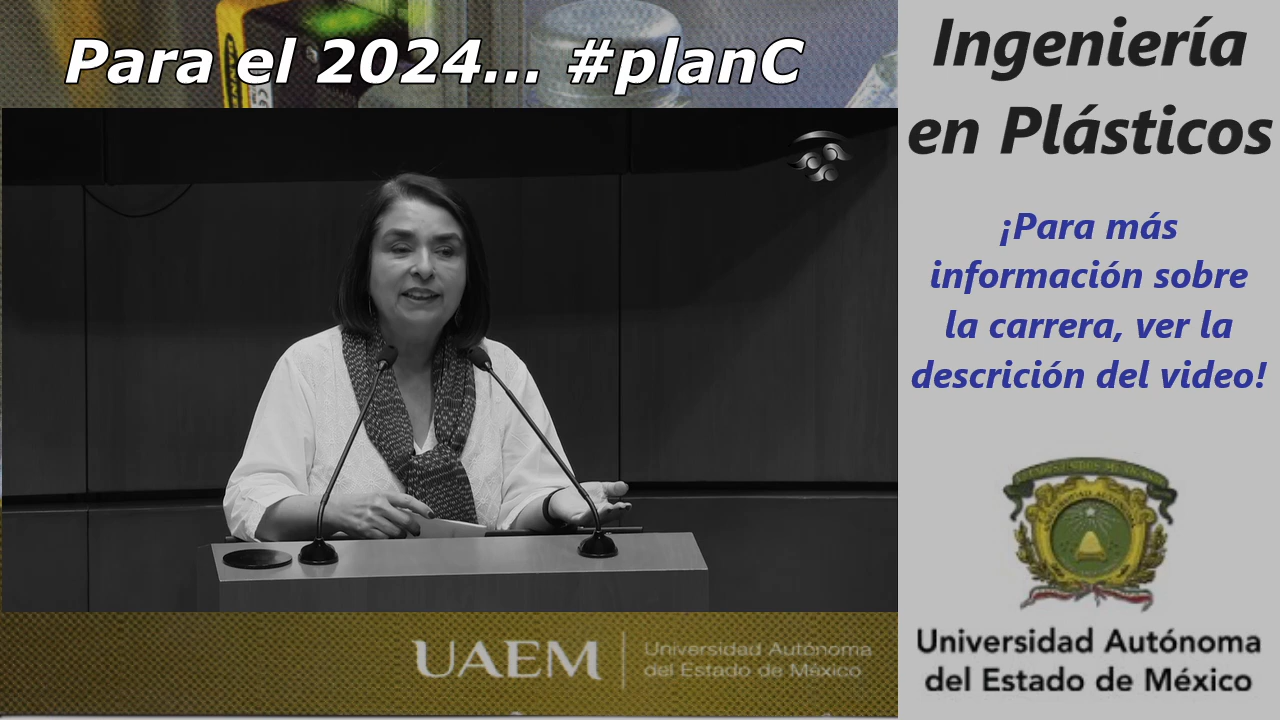 Para el 2024... #planC
Ingeniería
en Plásticos
¡Para más
información sobre
la carrera, ver la
descrición del video!
UAEM
Universidad Autónoma
del Estado de México
Universidad Autónoma
del Estado de México